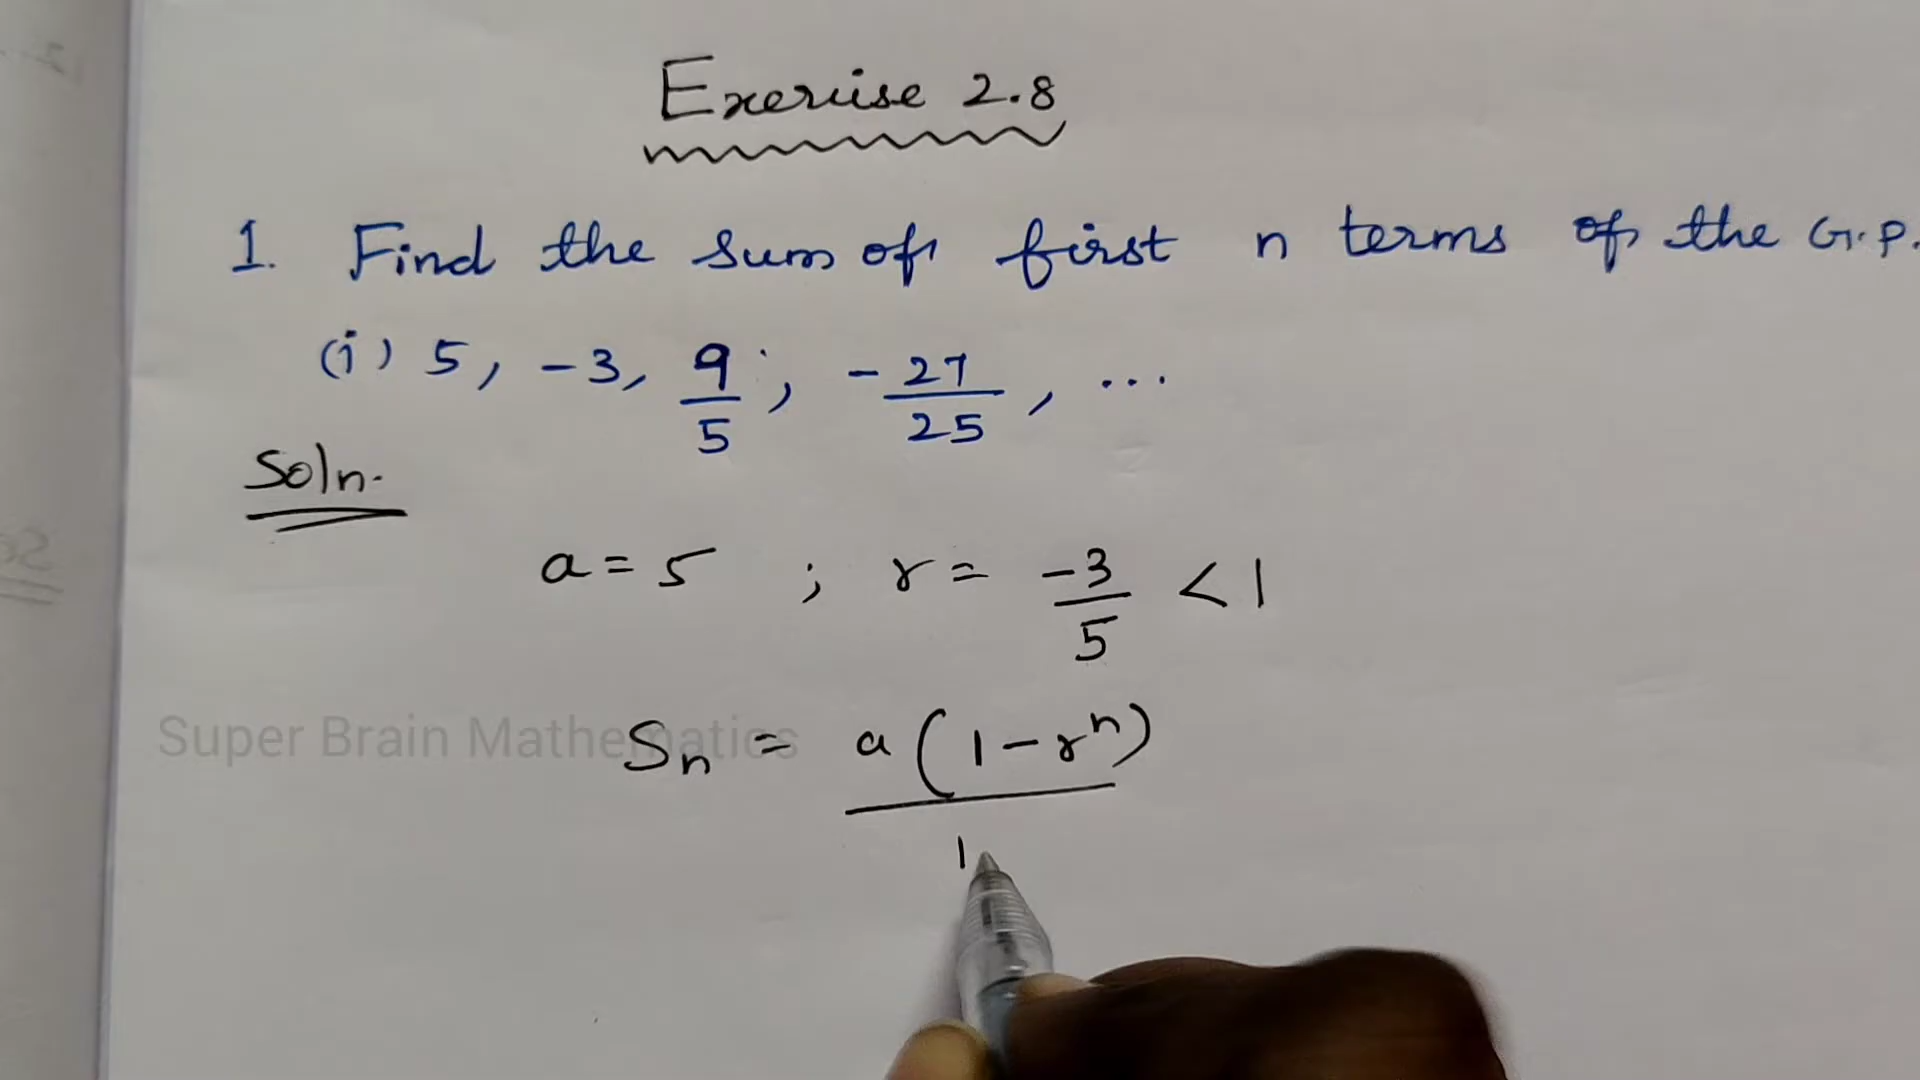 Exercise 2.8
1. Find the sum of first n terms of the G.P.
(i) 5, -3, 9/5, -27/25, ...
Soln.
a = 5 ; r = -3/5 < 1
Super Brain Mathematics
Sn = a(1-r^n)/1